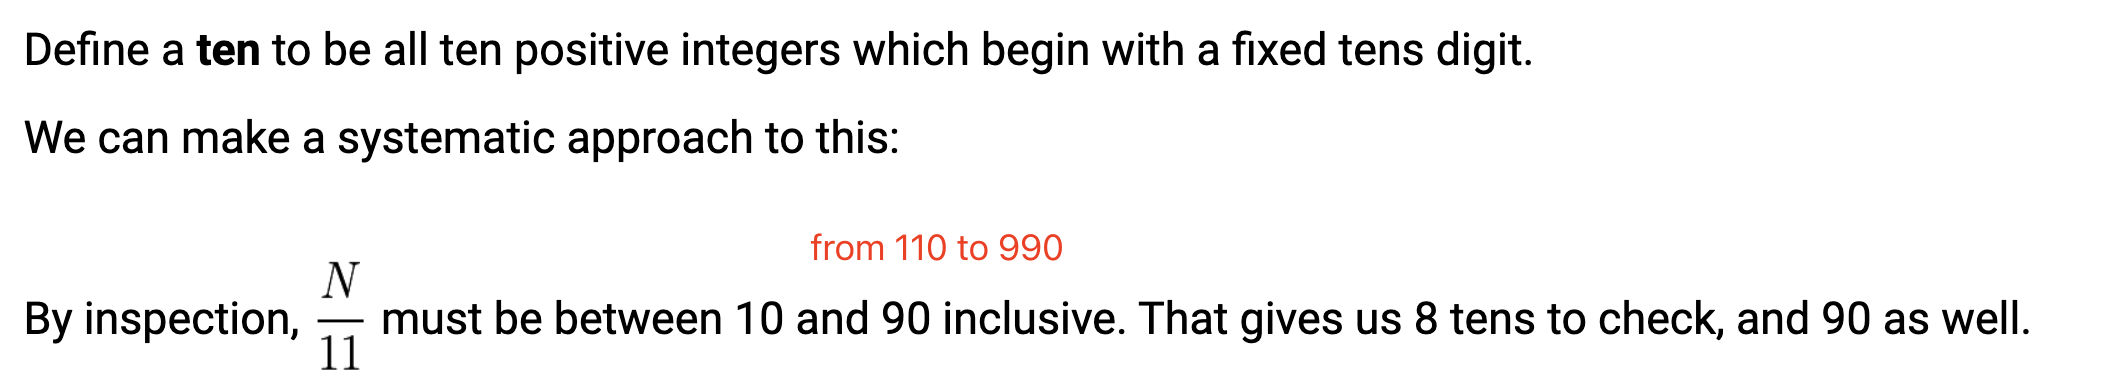 Define a ten to be all ten positive integers which begin with a fixed tens digit.
We can make a systematic approach to this:
from 110 to 990
By inspection, \frac{N}{11} must be between 10 and 90 inclusive. That gives us 8 tens to check, and 90 as well.